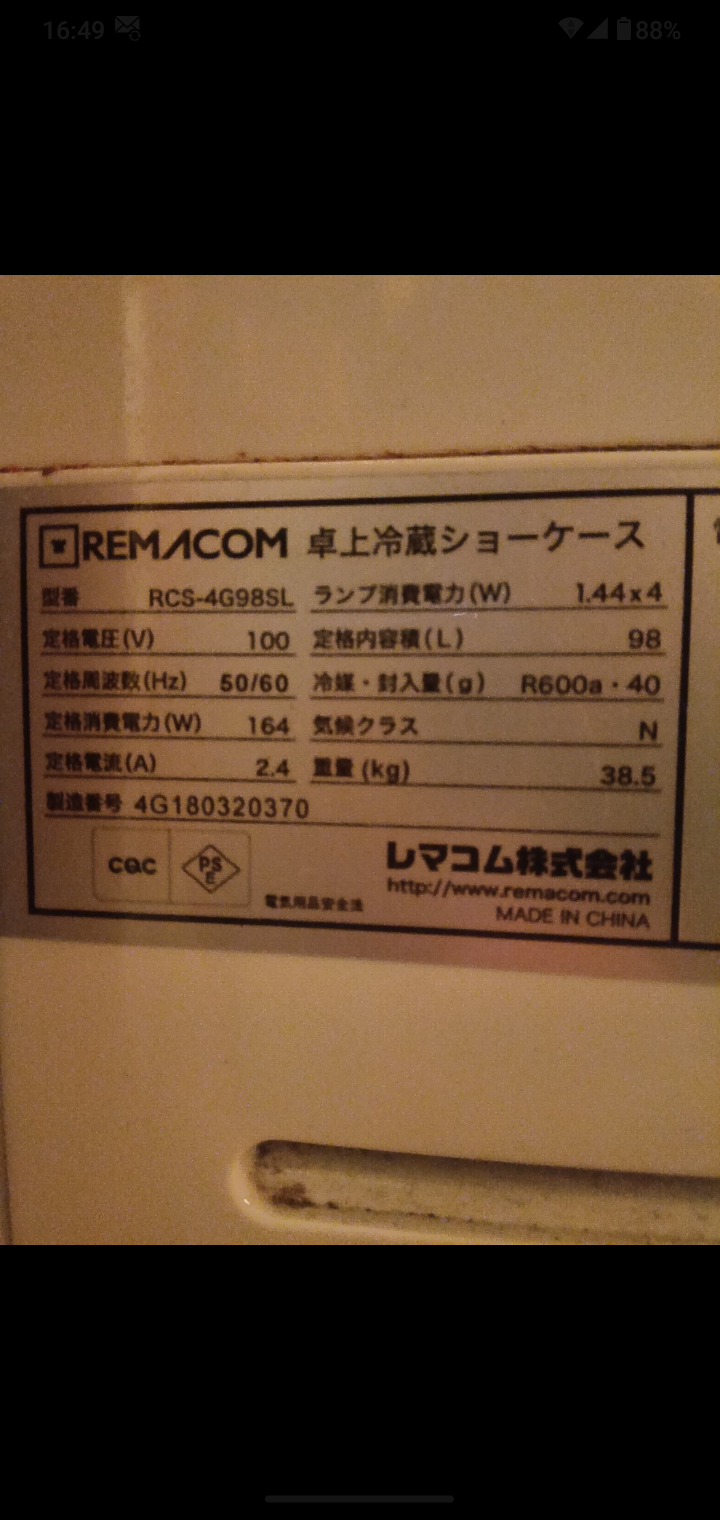 16:49
88%
REMACOM 卓上冷蔵ショーケース
型番 RCS-4G98SL ランプ消費電力(W) 1.44x4
定格電圧(V) 100 定格内容積(L) 98
定格周波数(Hz) 50/60 冷媒・封入量(g) R600a・40
定格消費電力(W) 164 気候クラス N
定格電流(A) 2.4 重量(kg) 38.5
製造番号 4G180320370
CQC
PSE
電気用品安全法
レマコム株式会社
http://www.remacom.com
MADE IN CHINA